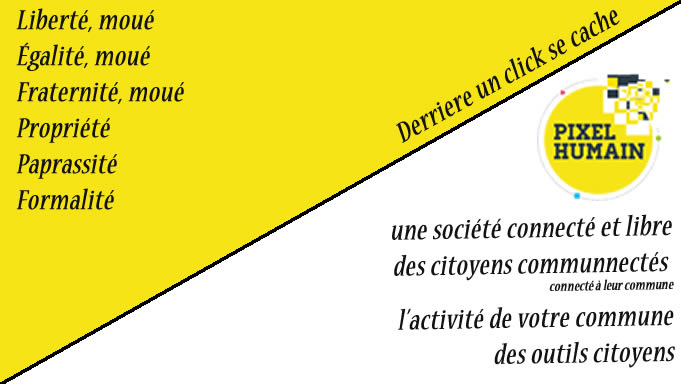 Liberté, moué
Égalité, moué
Fraternité, moué
Propriété
Paprassité
Formalité
Derriere un click se cache
PIXEL
HUMAIN
une société connecté et libre
des citoyens communnectés
connecté à leur commune
l'activité de votre commune
des outils citoyens